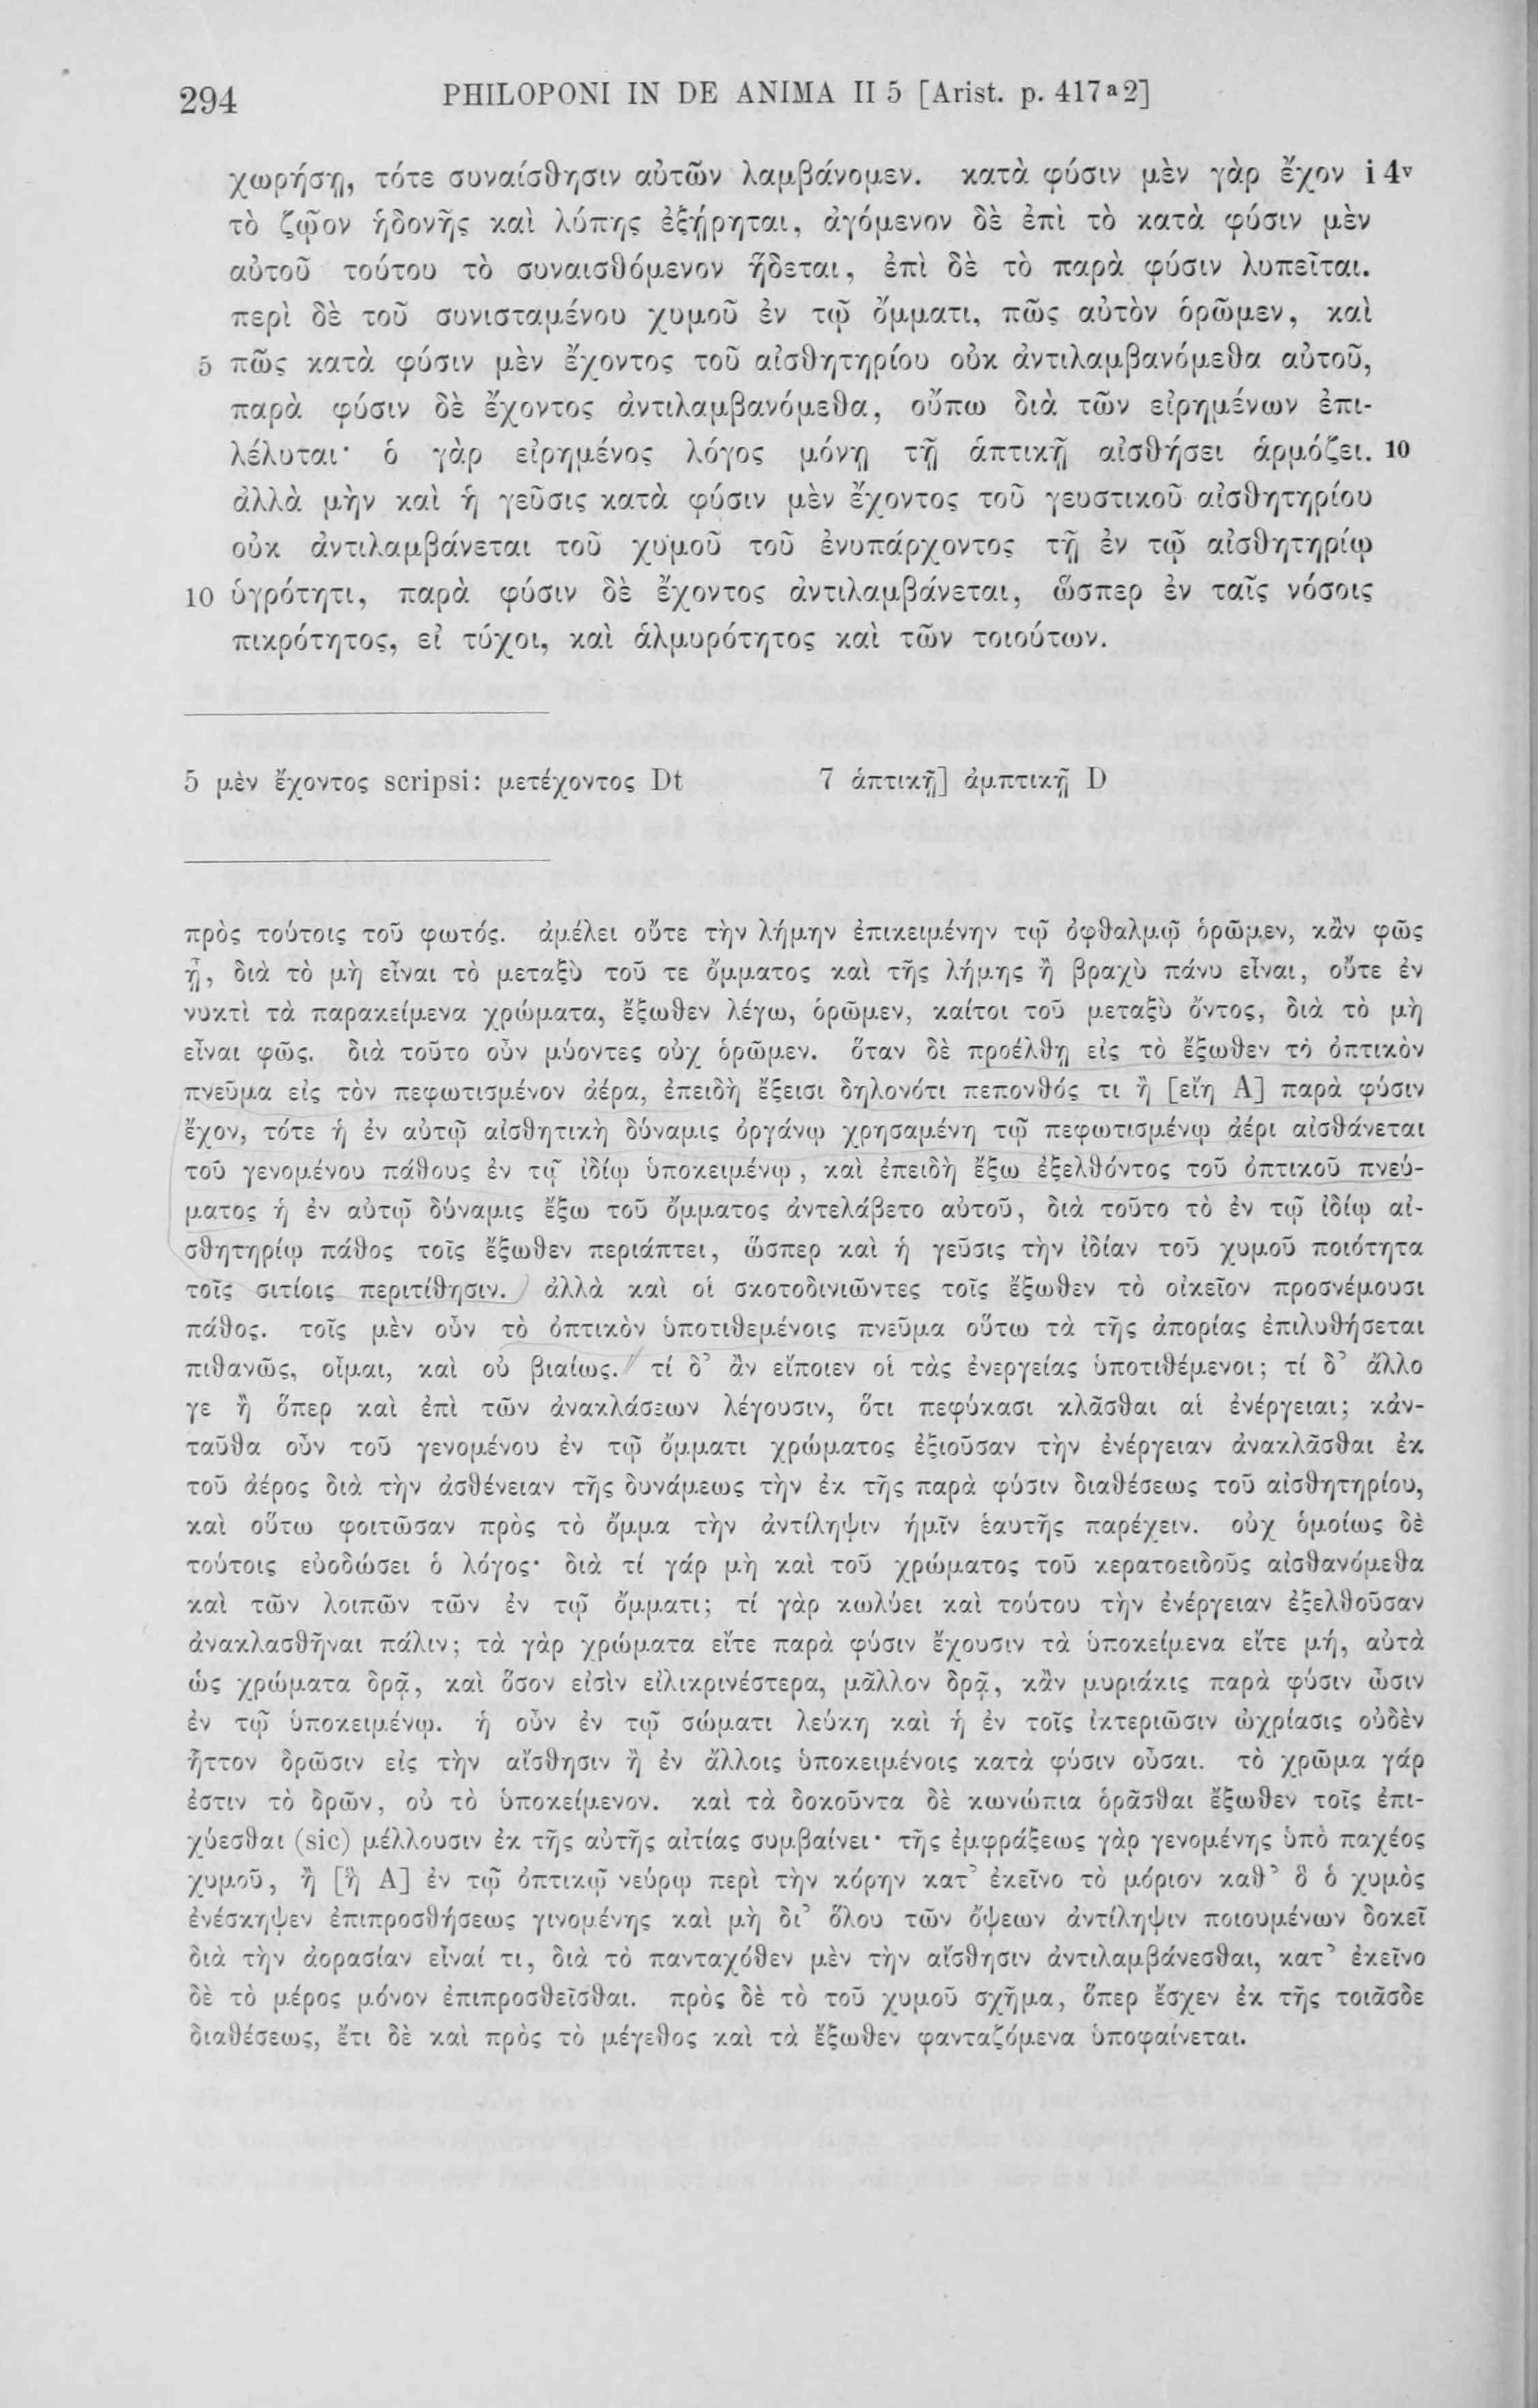 294 PHILOPONI IN DE ANIMA II 5 [Arist. p. 417ᵃ2]
χωρήσῃ, τότε συναίσθησιν αὐτῶν λαμβάνομεν. κατὰ φύσιν μὲν γὰρ ἔχον i 4ᵛ
τὸ ζῷον ἡδονῆς καὶ λύπης ἐξῄρηται, ἀγόμενον δὲ ἐπὶ τὸ κατὰ φύσιν μὲν
αὐτοῦ τούτου τὸ συναισθόμενον ἥδεται, ἐπὶ δὲ τὸ παρὰ φύσιν λυπεῖται.
περὶ δὲ τοῦ συνισταμένου χυμοῦ ἐν τῷ ὄμματι, πῶς αὐτὸν ὁρῶμεν, καὶ
5 πῶς κατὰ φύσιν μὲν ἔχοντος τοῦ αἰσθητηρίου οὐκ ἀντιλαμβανόμεθα αὐτοῦ,
παρὰ φύσιν δὲ ἔχοντος ἀντιλαμβανόμεθα, οὔπω διὰ τῶν εἰρημένων ἐπι-
λέλυται· ὁ γὰρ εἰρημένος λόγος μόνῃ τῇ ἁπτικῇ αἰσθήσει ἁρμόζει. 10
ἀλλὰ μὴν καὶ ἡ γεῦσις κατὰ φύσιν μὲν ἔχοντος τοῦ γευστικοῦ αἰσθητηρίου
οὐκ ἀντιλαμβάνεται τοῦ χυμοῦ τοῦ ἐνυπάρχοντος τῇ ἐν τῷ αἰσθητηρίῳ
10 ὑγρότητι, παρὰ φύσιν δὲ ἔχοντος ἀντιλαμβάνεται, ὥσπερ ἐν ταῖς νόσοις
πικρότητος, εἰ τύχοι, καὶ ἁλμυρότητος καὶ τῶν τοιούτων.
5 μὲν ἔχοντος scripsi: μετέχοντος Dt 7 ἁπτικῇ] ἁμπτικῇ D
πρὸς τούτοις τοῦ φωτός. ἀμέλει οὔτε τὴν λήμην ἐπικειμένην τῷ ὀφθαλμῷ ὁρῶμεν, κἂν φῶς
ᾖ, διὰ τὸ μὴ εἶναι τὸ μεταξὺ τοῦ τε ὄμματος καὶ τῆς λήμης ἢ βραχὺ πάνυ εἶναι, οὔτε ἐν
νυκτὶ τὰ παρακείμενα χρώματα, ἔξωθεν λέγω, ὁρῶμεν, καίτοι τοῦ μεταξὺ ὄντος, διὰ τὸ μὴ
εἶναι φῶς. διὰ τοῦτο οὖν μύοντες οὐχ ὁρῶμεν. ὅταν δὲ προέλθῃ εἰς τὸ ἔξωθεν τὸ ὀπτικὸν
πνεῦμα εἰς τὸν πεφωτισμένον ἀέρα, ἐπειδὴ ἔξεισι δηλονότι πεπονθός τι ἢ [εἴη A] παρὰ φύσιν
ἔχον, τότε ἡ ἐν αὐτῷ αἰσθητικὴ δύναμις ὀργάνῳ χρησαμένη τῷ πεφωτισμένῳ ἀέρι αἰσθάνεται
τοῦ γενομένου πάθους ἐν τῷ ἰδίῳ ὑποκειμένῳ, καὶ ἐπειδὴ ἔξω ἐξελθόντος τοῦ ὀπτικοῦ πνεύ-
ματος ἡ ἐν αὐτῷ δύναμις ἔξω τοῦ ὄμματος ἀντελάβετο αὐτοῦ, διὰ τοῦτο τὸ ἐν τῷ ἰδίῳ αἰ-
σθητηρίῳ πάθος τοῖς ἔξωθεν περιάπτει, ὥσπερ καὶ ἡ γεῦσις τὴν ἰδίαν τοῦ χυμοῦ ποιότητα
τοῖς σιτίοις περιτίθησιν. ἀλλὰ καὶ οἱ σκοτοδινιῶντες τοῖς ἔξωθεν τὸ οἰκεῖον προσνέμουσι
πάθος. τοῖς μὲν οὖν τὸ ὀπτικὸν ὑποτιθεμένοις πνεῦμα οὕτω τὰ τῆς ἀπορίας ἐπιλυθήσεται
πιθανῶς, οἶμαι, καὶ οὐ βιαίως. τί δ’ ἂν εἴποιεν οἱ τὰς ἐνεργείας ὑποτιθέμενοι; τί δ’ ἄλλο
γε ἢ ὅπερ καὶ ἐπὶ τῶν ἀνακλάσεων λέγουσιν, ὅτι πεφύκασι κλᾶσθαι αἱ ἐνέργειαι; κἀν-
ταῦθα οὖν τοῦ γενομένου ἐν τῷ ὄμματι χρώματος ἐξιοῦσαν τὴν ἐνέργειαν ἀνακλᾶσθαι ἐκ
τοῦ ἀέρος διὰ τὴν ἀσθένειαν τῆς δυνάμεως τὴν ἐκ τῆς παρὰ φύσιν διαθέσεως τοῦ αἰσθητηρίου,
καὶ οὕτω φοιτῶσαν πρὸς τὸ ὄμμα τὴν ἀντίληψιν ἡμῖν ἑαυτῆς παρέχειν. οὐχ ὁμοίως δὲ
τούτοις εὐοδώσει ὁ λόγος· διὰ τί γάρ μὴ καὶ τοῦ χρώματος τοῦ κερατοειδοῦς αἰσθανόμεθα
καὶ τῶν λοιπῶν τῶν ἐν τῷ ὄμματι; τί γὰρ κωλύει καὶ τούτου τὴν ἐνέργειαν ἐξελθοῦσαν
ἀνακλασθῆναι πάλιν; τὰ γὰρ χρώματα εἴτε παρὰ φύσιν ἔχουσιν τὰ ὑποκείμενα εἴτε μή, αὐτὰ
ὡς χρώματα δρᾷ, καὶ ὅσον εἰσὶν εἰλικρινέστερα, μᾶλλον δρᾷ, κἂν μυριάκις παρὰ φύσιν ὦσιν
ἐν τῷ ὑποκειμένῳ. ἡ οὖν ἐν τῷ σώματι λεύκη καὶ ἡ ἐν τοῖς ἰκτεριῶσιν ὠχρίασις οὐδὲν
ἧττον δρῶσιν εἰς τὴν αἴσθησιν ἢ ἐν ἄλλοις ὑποκειμένοις κατὰ φύσιν οὖσαι. τὸ χρῶμα γάρ
ἐστιν τὸ δρῶν, οὐ τὸ ὑποκείμενον. καὶ τὰ δοκοῦντα δὲ κωνώπια ὁρᾶσθαι ἔξωθεν τοῖς ἐπι-
χύεσθαι (sic) μέλλουσιν ἐκ τῆς αὐτῆς αἰτίας συμβαίνει· τῆς ἐμφράξεως γὰρ γενομένης ὑπὸ παχέος
χυμοῦ, ἢ [ἣ A] ἐν τῷ ὀπτικῷ νεύρῳ περὶ τὴν κόρην κατ’ ἐκεῖνο τὸ μόριον καθ’ ὃ ὁ χυμὸς
ἐνέσκηψεν ἐπιπροσθήσεως γινομένης καὶ μὴ δι’ ὅλου τῶν ὄψεων ἀντίληψιν ποιουμένων δοκεῖ
διὰ τὴν ἀορασίαν εἶναί τι, διὰ τὸ πανταχόθεν μὲν τὴν αἴσθησιν ἀντιλαμβάνεσθαι, κατ’ ἐκεῖνο
δὲ τὸ μέρος μόνον ἐπιπροσθεῖσθαι. πρὸς δὲ τὸ τοῦ χυμοῦ σχῆμα, ὅπερ ἔσχεν ἐκ τῆς τοιᾶσδε
διαθέσεως, ἔτι δὲ καὶ πρὸς τὸ μέγεθος καὶ τὰ ἔξωθεν φανταζόμενα ὑποφαίνεται.